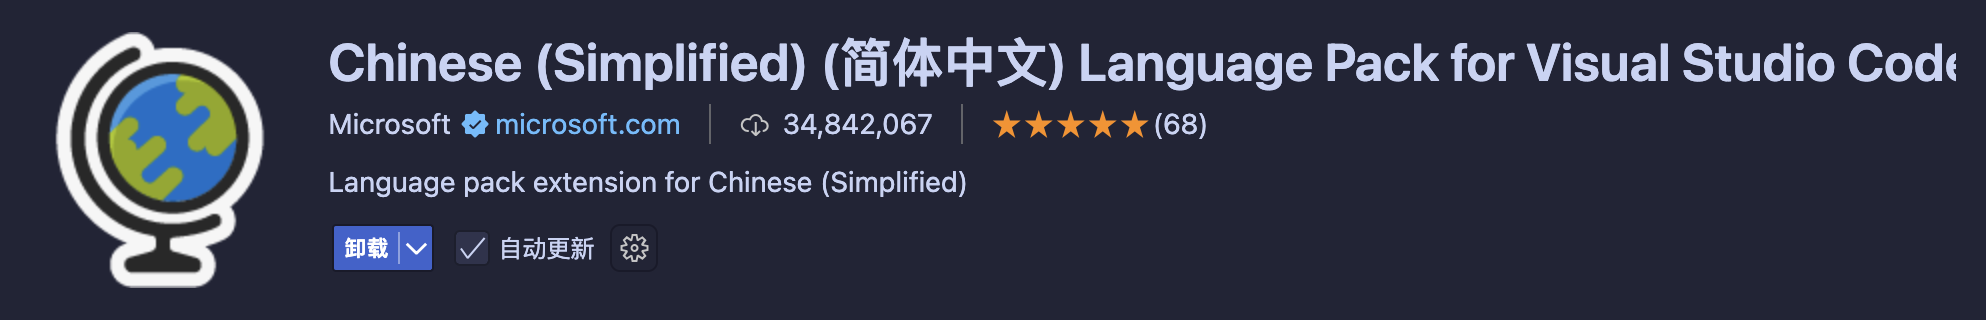 Chinese (Simplified) (简体中文) Language Pack for Visual Studio Code
Microsoft microsoft.com 34,842,067 ★★★★★(68)
Language pack extension for Chinese (Simplified)
卸载 自动更新